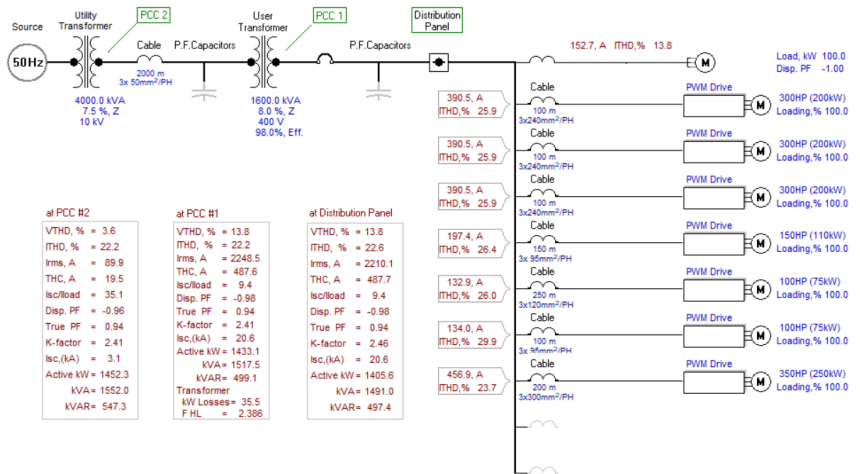 Source
Utility
Transformer
PCC 2
User
Transformer
PCC 1
Distribution
Panel
Cable
P.F.Capacitors
P.F.Capacitors
50Hz
2000 m
3x 50mm²/PH
4000.0 kVA
7.5 %, Z
10 kV
1600.0 kVA
8.0 %, Z
400 V
98.0%, Eff.
152.7, A ITHD,% 13.8
M
Load, kW 100.0
Disp. PF -1.00
390.5, A
ITHD,% 25.9
Cable
100 m
3x240mm²/PH
PWM Drive
M
300HP (200kW)
Loading,% 100.0
390.5, A
ITHD,% 25.9
Cable
100 m
3x240mm²/PH
PWM Drive
M
300HP (200kW)
Loading,% 100.0
390.5, A
ITHD,% 25.9
Cable
100 m
3x240mm²/PH
PWM Drive
M
300HP (200kW)
Loading,% 100.0
197.4, A
ITHD,% 26.4
Cable
150 m
3x 95mm²/PH
PWM Drive
M
150HP (110kW)
Loading,% 100.0
132.9, A
ITHD,% 26.0
Cable
250 m
3x120mm²/PH
PWM Drive
M
100HP (75kW)
Loading,% 100.0
134.0, A
ITHD,% 29.9
Cable
100 m
3x 95mm²/PH
PWM Drive
M
100HP (75kW)
Loading,% 100.0
456.9, A
ITHD,% 23.7
Cable
200 m
3x300mm²/PH
PWM Drive
M
350HP (250kW)
Loading,% 100.0
at PCC #2
VTHD, % = 3.6
ITHD, % = 22.2
Irms, A = 89.9
THC, A = 19.5
Isc/Iload = 35.1
Disp. PF = -0.96
True PF = 0.94
K-factor = 2.41
Isc,(kA) = 3.1
Active kW = 1452.3
kVA = 1552.0
kVAR = 547.3
at PCC #1
VTHD, % = 13.8
ITHD, % = 22.2
Irms, A = 2248.5
THC, A = 487.6
Isc/Iload = 9.4
Disp. PF = -0.98
True PF = 0.94
K-factor = 2.41
Isc,(kA) = 20.6
Active kW = 1433.1
kVA = 1517.5
kVAR = 499.1
Transformer
kW Losses = 35.5
F HL = 2.386
at Distribution Panel
VTHD, % = 13.8
ITHD, % = 22.6
Irms, A = 2210.1
THC, A = 487.7
Isc/Iload = 9.4
Disp. PF = -0.98
True PF = 0.94
K-factor = 2.46
Isc,(kA) = 20.6
Active kW = 1405.6
kVA = 1491.0
kVAR = 497.4